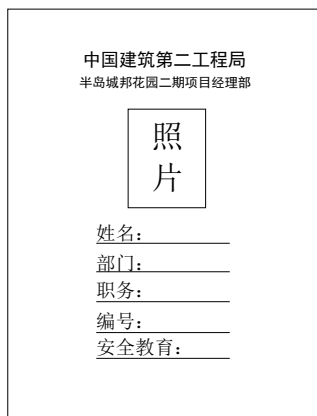 中国建筑第二工程局
半岛城邦花园二期项目经理部
照
片
姓名：
部门：
职务：
编号：
安全教育：